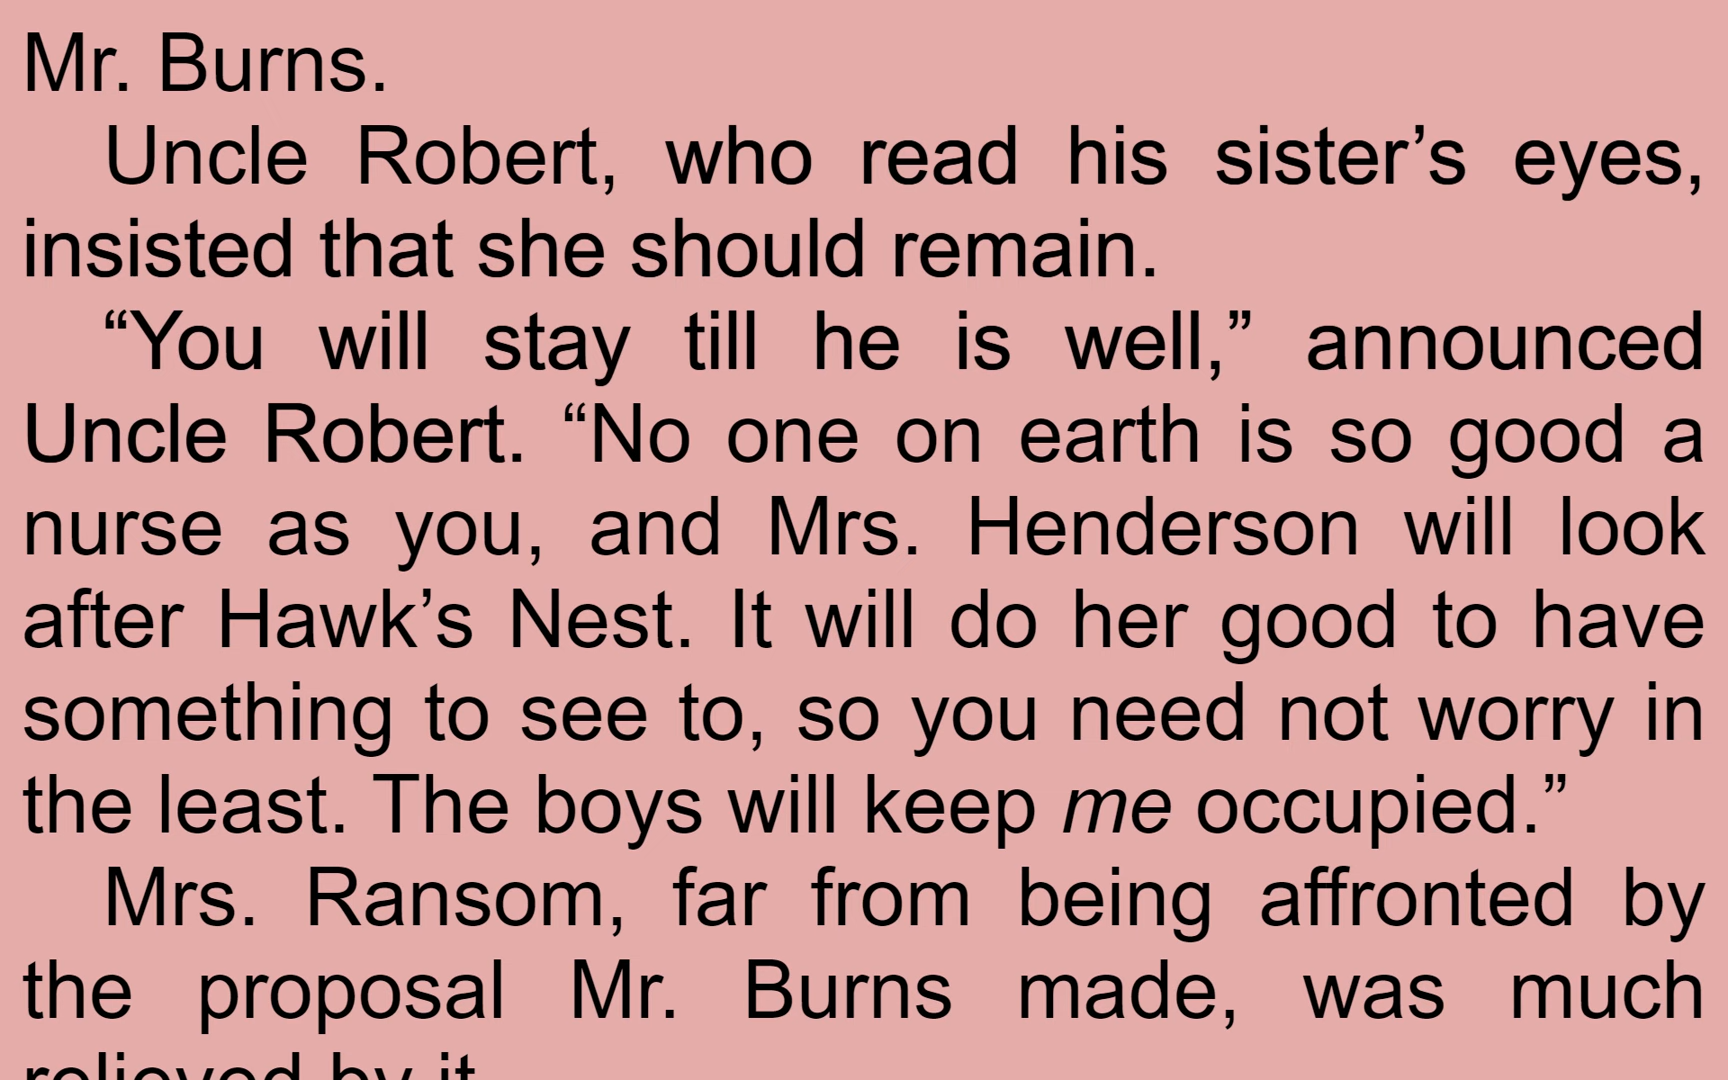 Mr. Burns.
Uncle Robert, who read his sister’s eyes,
insisted that she should remain.
“You will stay till he is well,” announced
Uncle Robert. “No one on earth is so good a
nurse as you, and Mrs. Henderson will look
after Hawk’s Nest. It will do her good to have
something to see to, so you need not worry in
the least. The boys will keep me occupied.”
Mrs. Ransom, far from being affronted by
the proposal Mr. Burns made, was much
relieved by it.